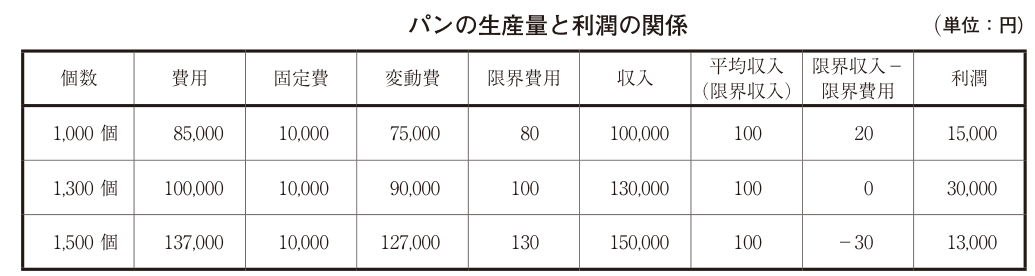 パンの生産量と利潤の関係 （単位：円）
個数 費用 固定費 変動費 限界費用 収入 平均収入（限界収入） 限界収入－限界費用 利潤
1,000 個 85,000 10,000 75,000 80 100,000 100 20 15,000
1,300 個 100,000 10,000 90,000 100 130,000 100 0 30,000
1,500 個 137,000 10,000 127,000 130 150,000 100 －30 13,000